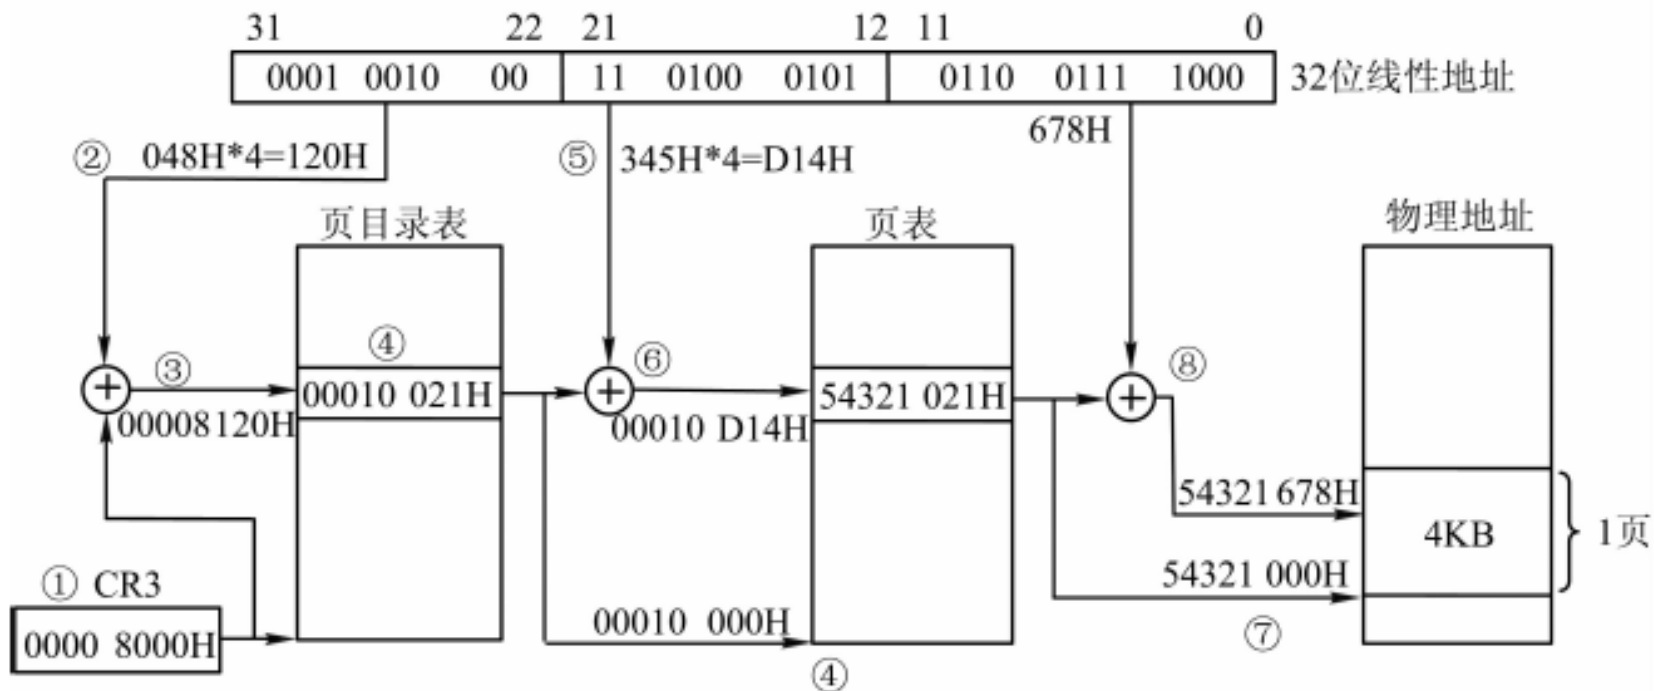 31 22 21 12 11 0
0001 0010 00 11 0100 0101 0110 0111 1000 32位线性地址
② 048H*4=120H ⑤ 345H*4=D14H 678H
页目录表 页表 物理地址
③ ④ ⑥ ⑧
00010 021H 54321 021H
00008120H 00010 D14H
54321 678H
4KB 1页
① CR3 54321 000H
0000 8000H 00010 000H ⑦
④